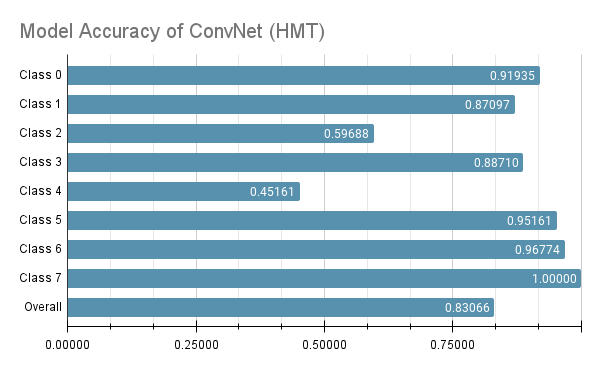 Model Accuracy of ConvNet (HMT)
Class 0 0.91935
Class 1 0.87097
Class 2 0.59688
Class 3 0.88710
Class 4 0.45161
Class 5 0.95161
Class 6 0.96774
Class 7 1.00000
Overall 0.83066
0.00000 0.25000 0.50000 0.75000